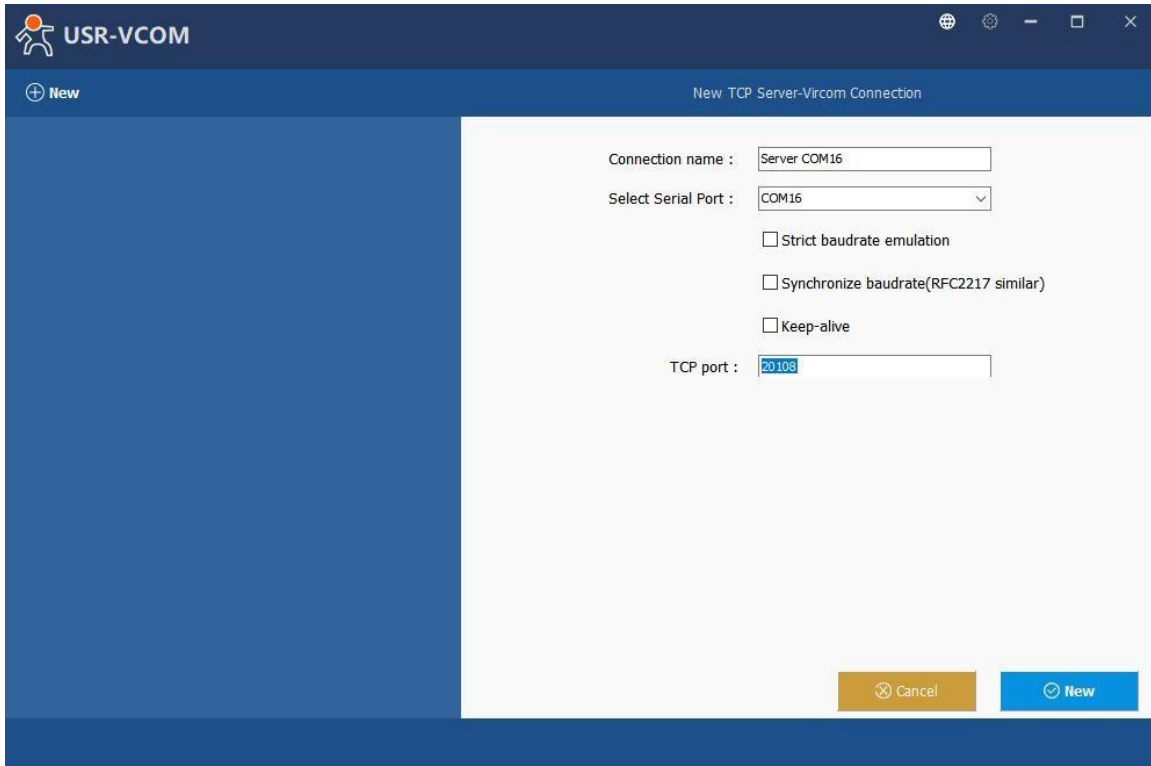 USR-VCOM
New
New TCP Server-Vircom Connection
Connection name :
Server COM16
Select Serial Port :
COM16
Strict baudrate emulation
Synchronize baudrate(RFC2217 similar)
Keep-alive
TCP port :
20108
Cancel
New